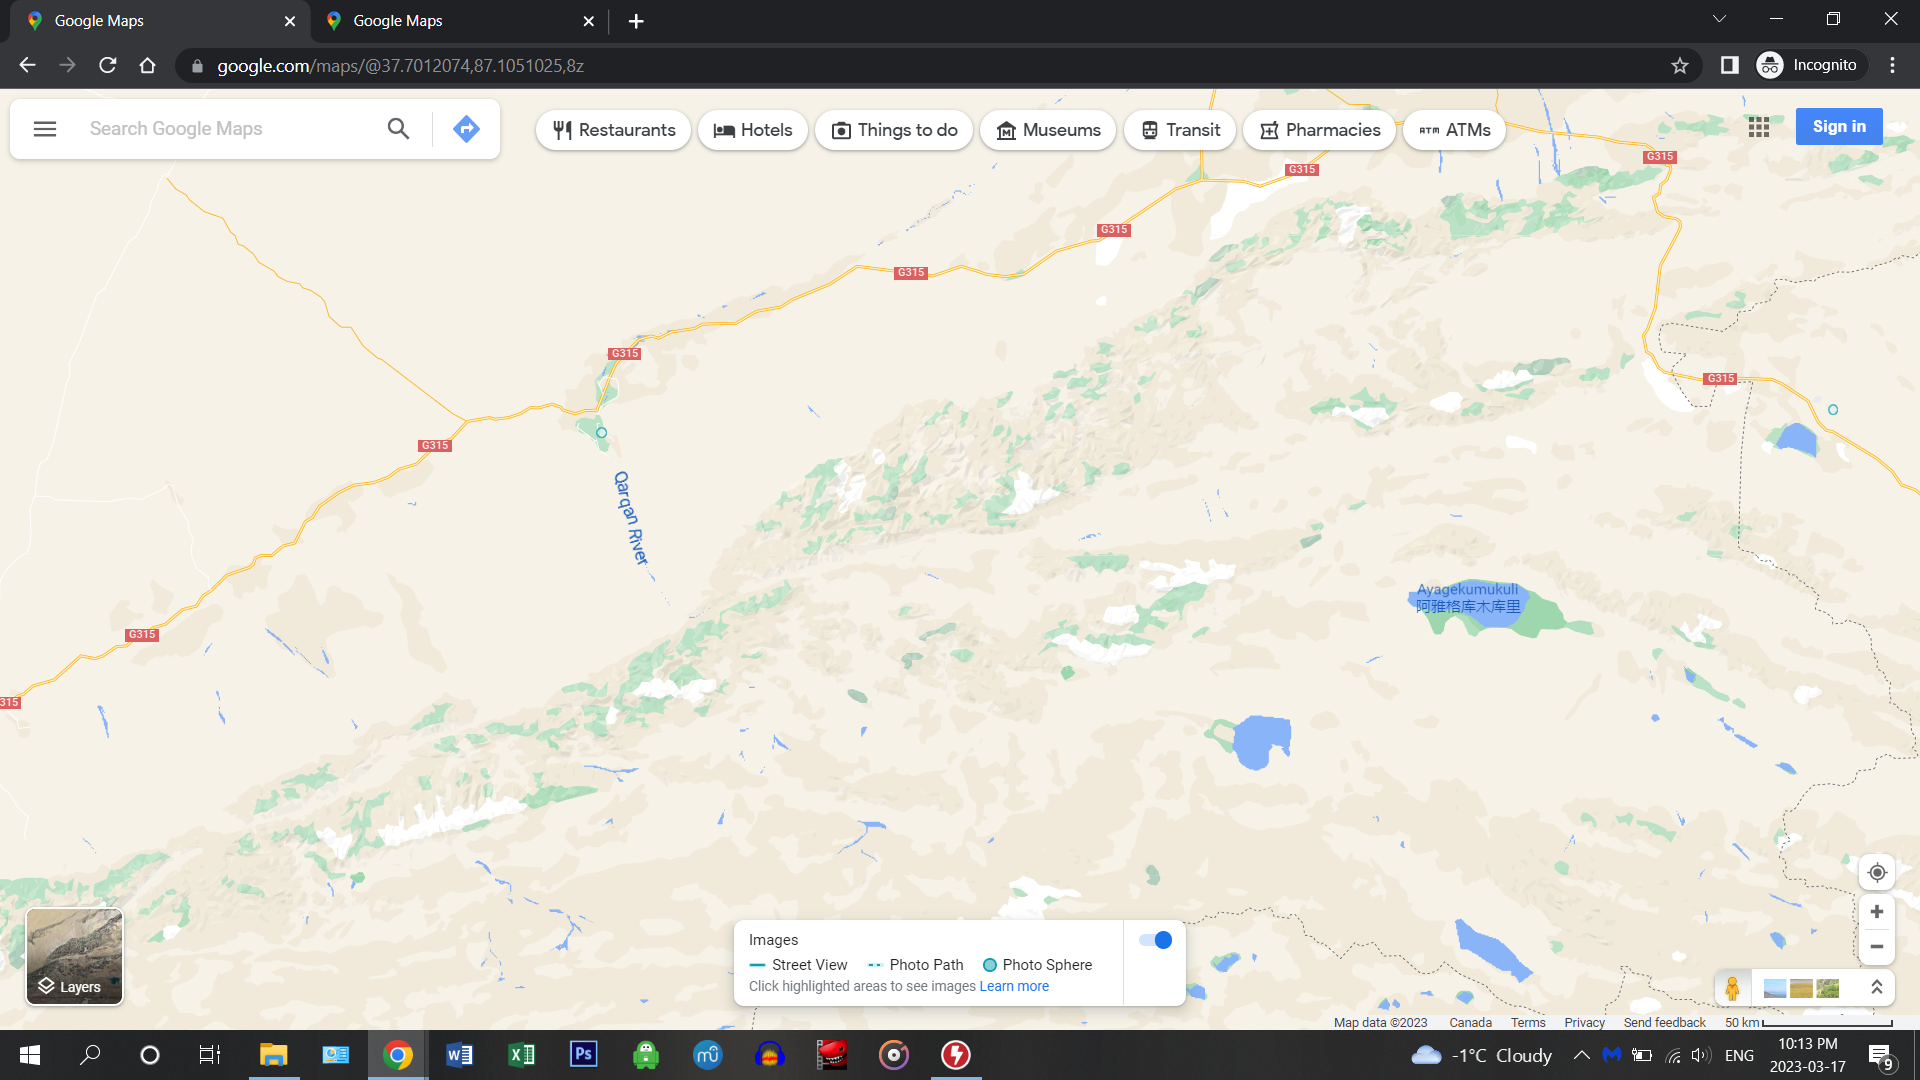 Google Maps
Google Maps
google.com/maps/@37.7012074,87.1051025,8z
Incognito
Search Google Maps
Restaurants
Hotels
Things to do
Museums
Transit
Pharmacies
ATM ATMs
Sign in
G315
G315
G315
G315
G315
G315
G315
G315
315
Qarqan River
Ayagekumukuli
阿雅格库木库里
Layers
Images
Street View
Photo Path
Photo Sphere
Click highlighted areas to see images Learn more
Map data ©2023
Canada
Terms
Privacy
Send feedback
50 km
-1°C Cloudy
ENG
10:13 PM
2023-03-17
9